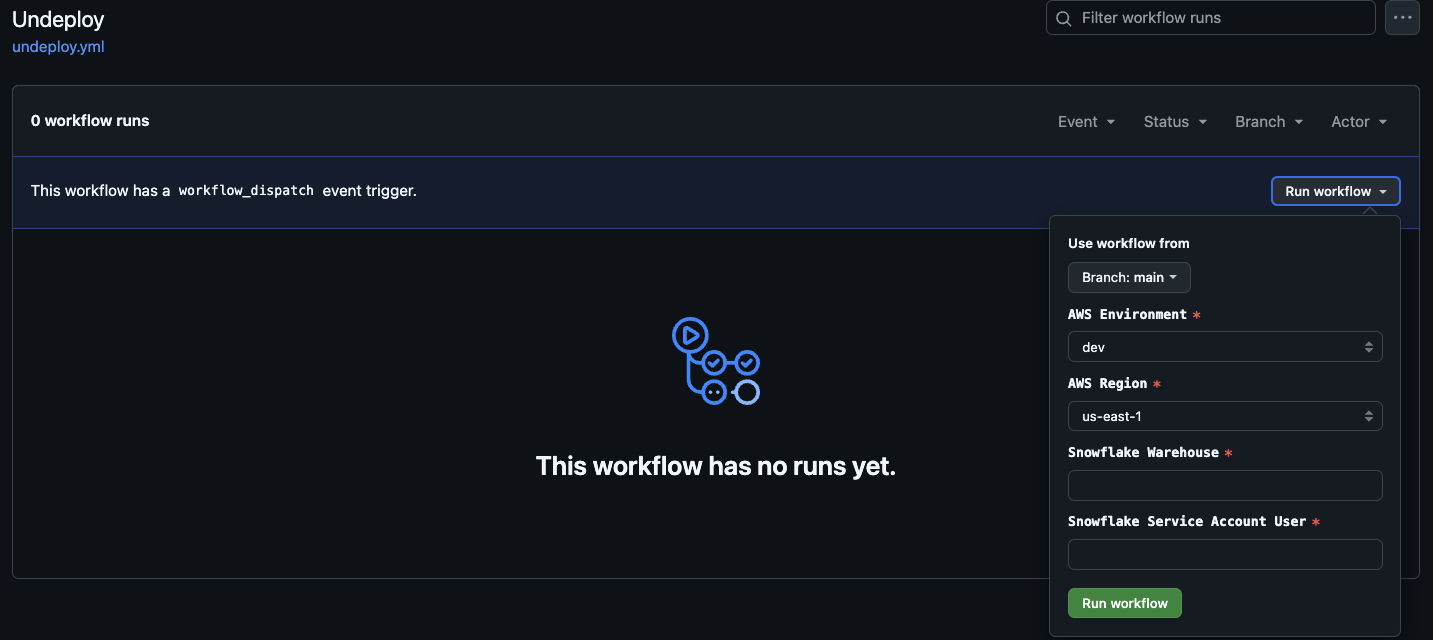 Undeploy
Filter workflow runs
undeploy.yml
0 workflow runs
Event Status Branch Actor
This workflow has a workflow_dispatch event trigger.
Run workflow
Use workflow from
Branch: main
AWS Environment *
dev
AWS Region *
us-east-1
Snowflake Warehouse *
Snowflake Service Account User *
Run workflow
This workflow has no runs yet.